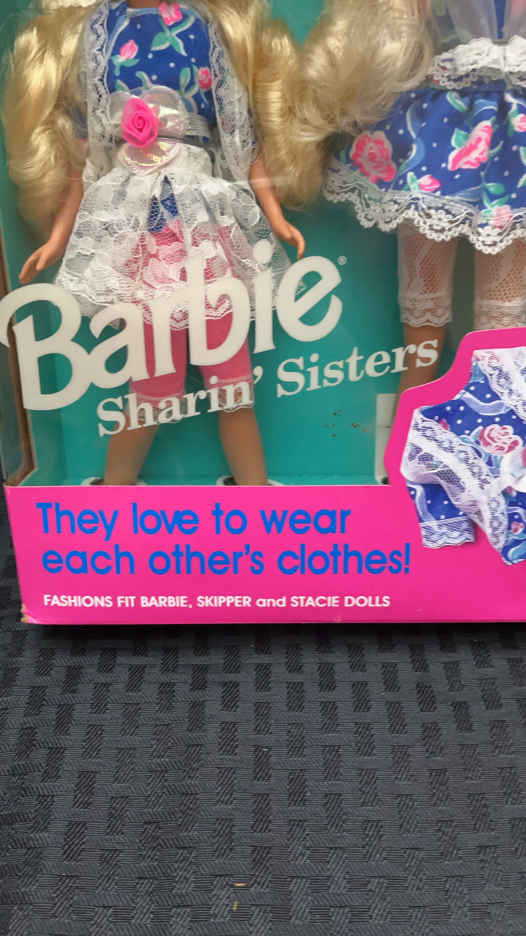 Barbie®
Sharin' Sisters
They love to wear
each other's clothes!
FASHIONS FIT BARBIE, SKIPPER and STACIE DOLLS